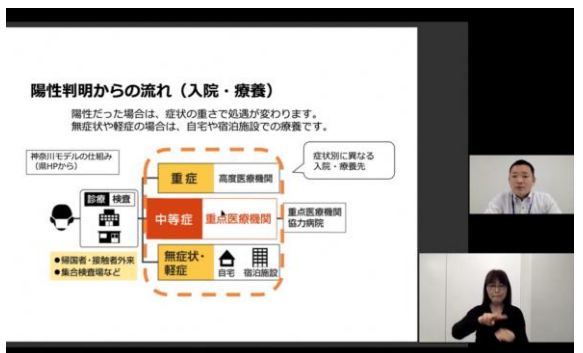 陽性判明からの流れ(入院・療養)
陽性だった場合は、症状の重さで処遇が変わります。
無症状や軽症の場合は、自宅や宿泊施設での療養です。
神奈川モデルの仕組み
(県HPから)
症状別に異なる
入院・療養先
重症
高度医療機関
診療 検査
中等症
重点医療機関
重点医療機関
協力病院
無症状・
軽症
自宅
宿泊施設
●帰国者・接触者外来
●集合検査場など